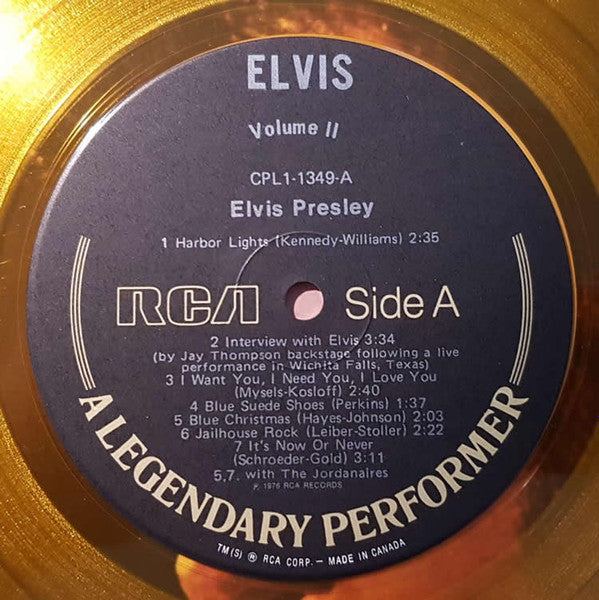 ELVIS
Volume II
CPL1-1349-A
Elvis Presley
1 Harbor Lights (Kennedy-Williams) 2:35
RCA Side A
2 Interview with Elvis 3:34
(by Jay Thompson backstage following a live
performance in Wichita Falls, Texas)
3 I Want You, I Need You, I Love You
(Mysels-Kosloff) 2:40
4 Blue Suede Shoes (Perkins) 1:37
5 Blue Christmas (Hayes-Johnson) 2:03
6 Jailhouse Rock (Leiber-Stoller) 2:22
7 It's Now Or Never
(Schroeder-Gold) 3:11
5,7. with The Jordanaires
℗ 1976 RCA RECORDS
A LEGENDARY PERFORMER
TM(S) ® RCA CORP. — MADE IN CANADA